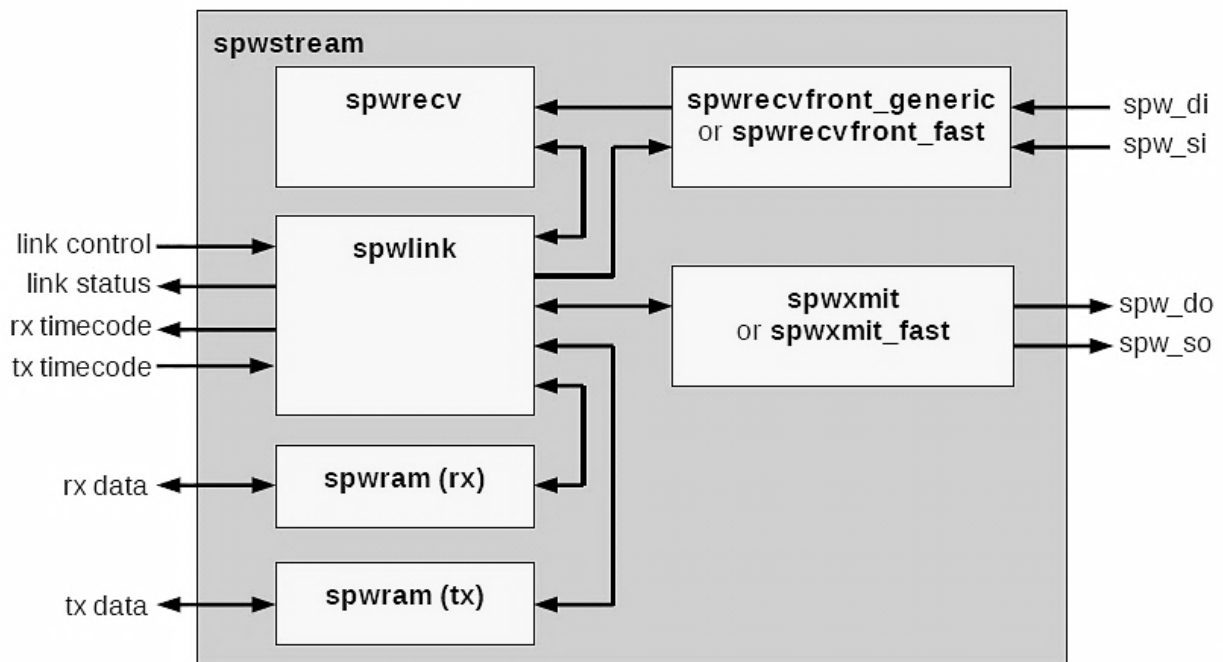 spwstream
spwrecv
spwrecvfront_generic
or spwrecvfront_fast
spw_di
spw_si
link control
link status
rx timecode
tx timecode
spwlink
spwxmit
or spwxmit_fast
spw_do
spw_so
rx data
spwram (rx)
tx data
spwram (tx)